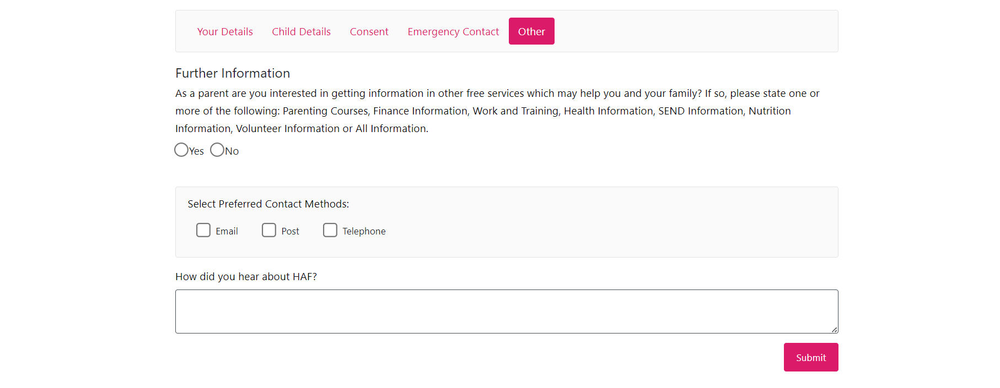 Your Details Child Details Consent Emergency Contact Other
Further Information
As a parent are you interested in getting information in other free services which may help you and your family? If so, please state one or
more of the following: Parenting Courses, Finance Information, Work and Training, Health Information, SEND Information, Nutrition
Information, Volunteer Information or All Information.
Yes No
Select Preferred Contact Methods:
Email Post Telephone
How did you hear about HAF?
Submit